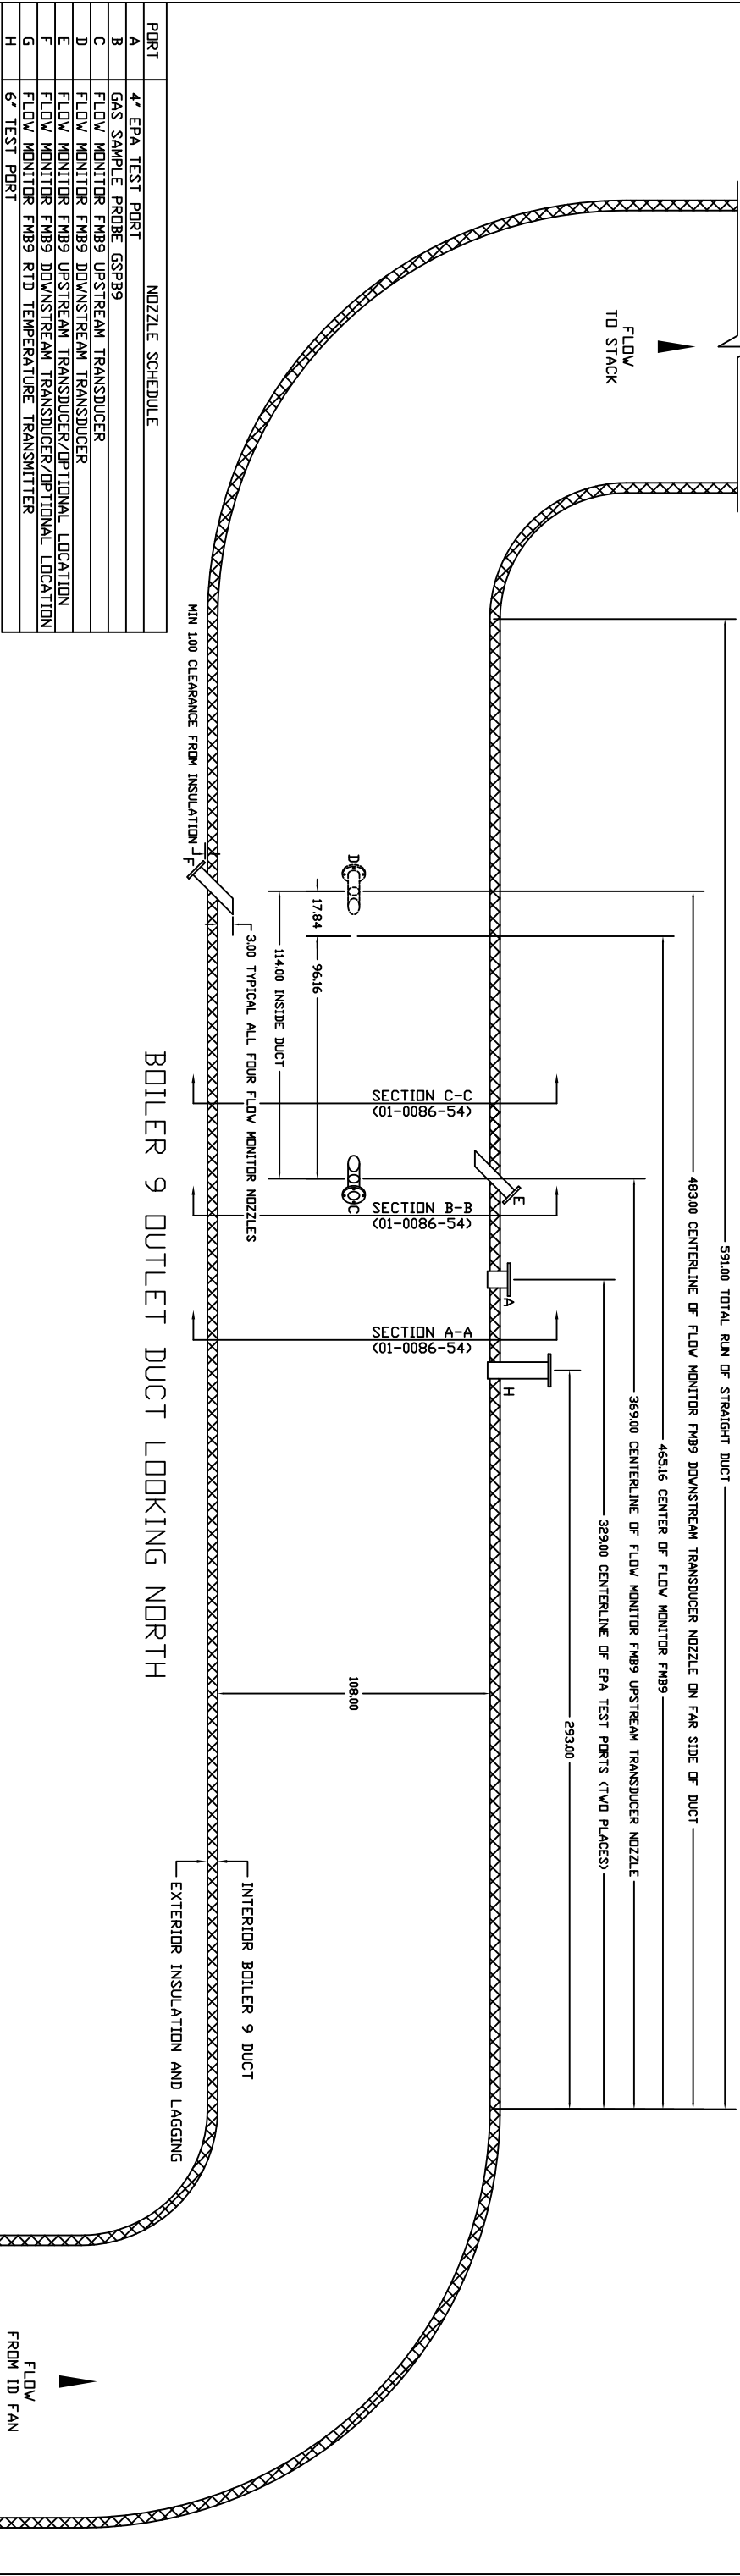 591.00 TOTAL RUN OF STRAIGHT DUCT
483.00 CENTERLINE OF FLOW MONITOR FMB9 DOWNSTREAM TRANSDUCER NOZZLE ON FAR SIDE OF DUCT
465.16 CENTER OF FLOW MONITOR FMB9
369.00 CENTERLINE OF FLOW MONITOR FMB9 UPSTREAM TRANSDUCER NOZZLE
329.00 CENTERLINE OF EPA TEST PORTS (TWO PLACES)
293.00
FLOW
TO STACK
H
A
E
D
C
SECTION C-C
(01-0086-54)
SECTION B-B
(01-0086-54)
SECTION A-A
(01-0086-54)
108.00
17.84
96.16
114.00 INSIDE DUCT
3.00 TYPICAL ALL FOUR FLOW MONITOR NOZZLES
MIN 1.00 CLEARANCE FROM INSULATION
F
INTERIOR BOILER 9 DUCT
EXTERIOR INSULATION AND LAGGING
BOILER 9 OUTLET DUCT LOOKING NORTH
FLOW
FROM ID FAN
PORT NOZZLE SCHEDULE
A 4" EPA TEST PORT
B GAS SAMPLE PROBE GSPB9
C FLOW MONITOR FMB9 UPSTREAM TRANSDUCER
D FLOW MONITOR FMB9 DOWNSTREAM TRANSDUCER
E FLOW MONITOR FMB9 UPSTREAM TRANSDUCER/OPTIONAL LOCATION
F FLOW MONITOR FMB9 DOWNSTREAM TRANSDUCER/OPTIONAL LOCATION
G FLOW MONITOR FMB9 RTD TEMPERATURE TRANSMITTER
H 6" TEST PORT